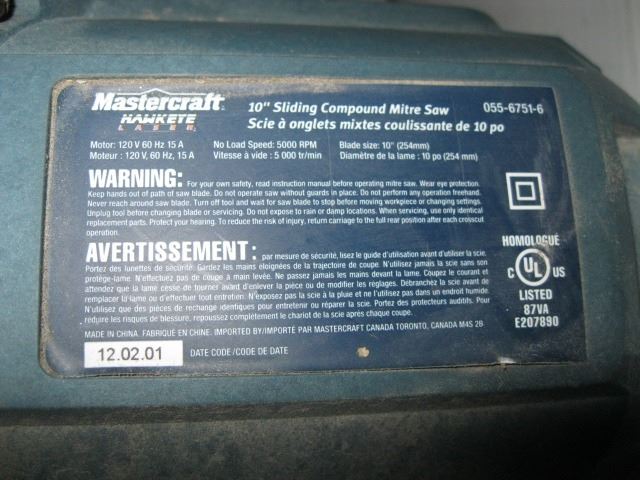 Mastercraft
HAWKEYE
LASER
10" Sliding Compound Mitre Saw
055-6751-6
Scie à onglets mixtes coulissante de 10 po
Motor: 120 V 60 Hz 15 A
No Load Speed: 5000 RPM
Blade size: 10" (254mm)
Moteur : 120 V, 60 Hz, 15 A
Vitesse à vide : 5 000 tr/min
Diamètre de la lame : 10 po (254 mm)
WARNING: For your own safety, read instruction manual before operating mitre saw. Wear eye protection.
Keep hands out of path of saw blade. Do not operate saw without guards in place. Do not perform any operation freehand.
Never reach around saw blade. Turn off tool and wait for saw blade to stop before moving workpiece or changing settings.
Unplug tool before changing blade or servicing. Do not expose to rain or damp locations. When servicing, use only identical
replacement parts. Protect your hearing. To reduce the risk of injury, return carriage to the full rear position after each crosscut
operation.
AVERTISSEMENT : par mesure de sécurité, lisez le guide d'utilisation avant d'utiliser la scie.
Portez des lunettes de sécurité. Gardez les mains éloignées de la trajectoire de coupe. N'utilisez jamais la scie sans son
protège-lame. N'effectuez pas de coupe à main levée. Ne passez jamais les mains devant la lame. Coupez le courant et
attendez que la lame cesse de tourner avant d'enlever la pièce ou de modifier les réglages. Débranchez la scie avant de
remplacer la lame ou d'effectuer tout entretien. N'exposez pas la scie à la pluie et ne l'utilisez pas dans un endroit humide.
N'utilisez que des pièces de rechange identiques pour entretenir ou réparer la scie. Portez des protecteurs auditifs. Pour
réduire les risques de blessure, repoussez complètement le chariot de la scie après chaque coupe.
MADE IN CHINA. FABRIQUÉ EN CHINE. IMPORTED BY/IMPORTÉ PAR MASTERCRAFT CANADA TORONTO, CANADA M4S 2B
12.02.01
DATE CODE/CODE DE DATE
HOMOLOGUÉ
C UL US
LISTED
87VA
E207890